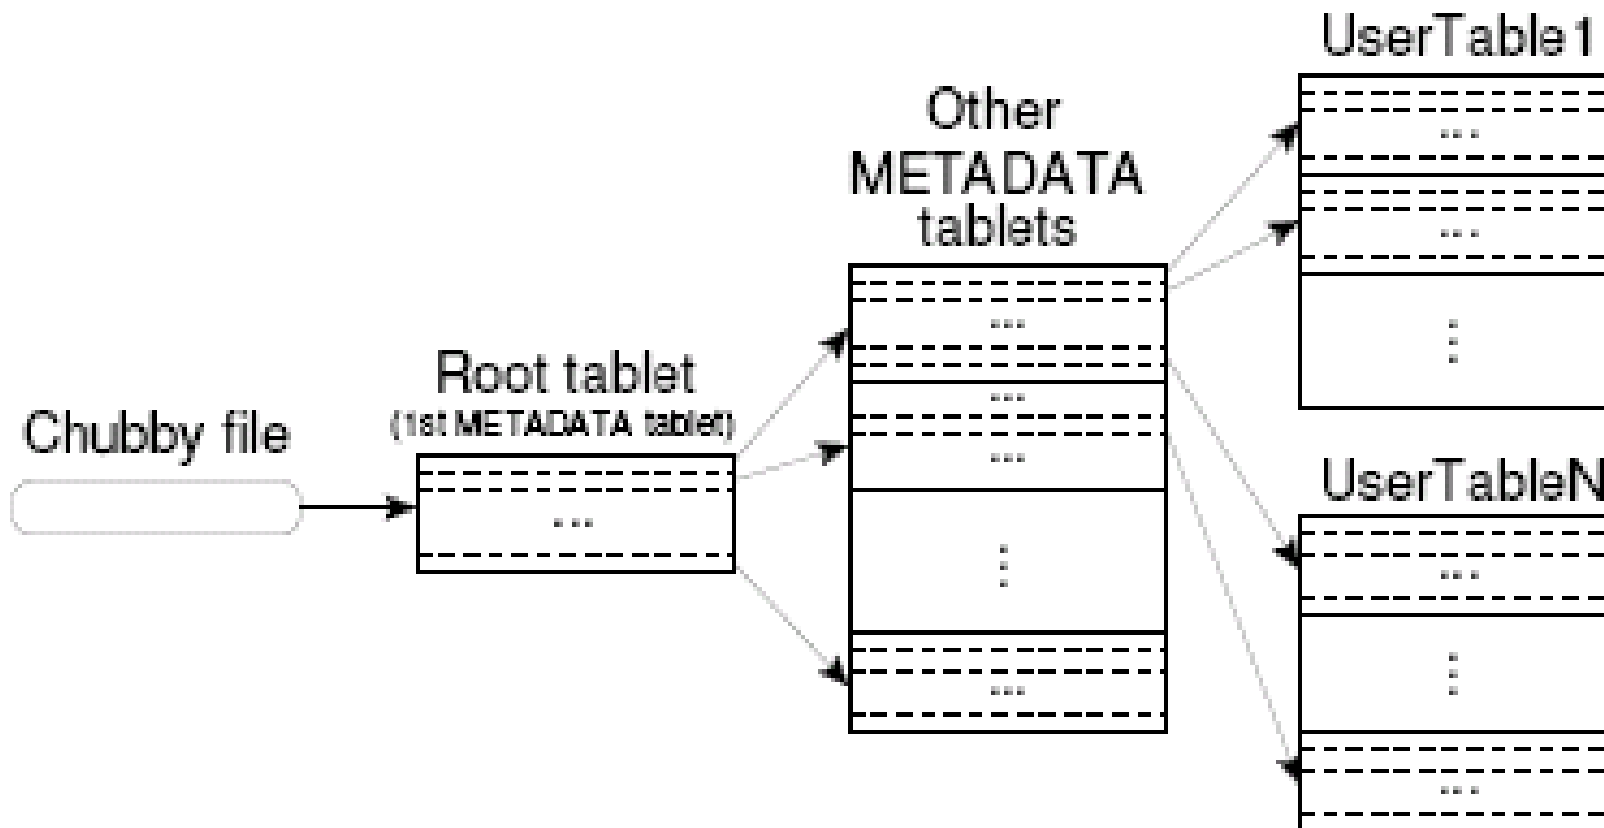 Chubby file
Root tablet
(1st METADATA tablet)
...
Other
METADATA
tablets
...
...
...
⋮
...
UserTable1
...
...
⋮
UserTableN
...
⋮
...